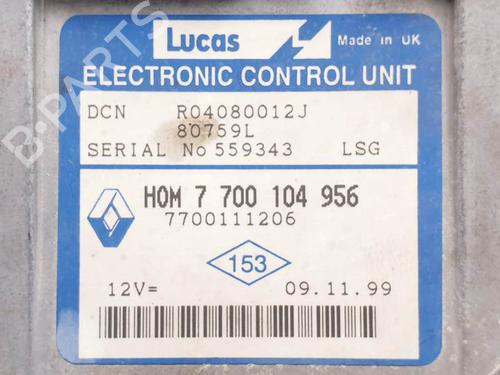 Lucas
Made in UK
ELECTRONIC CONTROL UNIT
DCN R04080012J
80759L
SERIAL No 559343 LSG
HOM 7 700 104 956
7700111206
153
12V= 09.11.99
B-PARTS